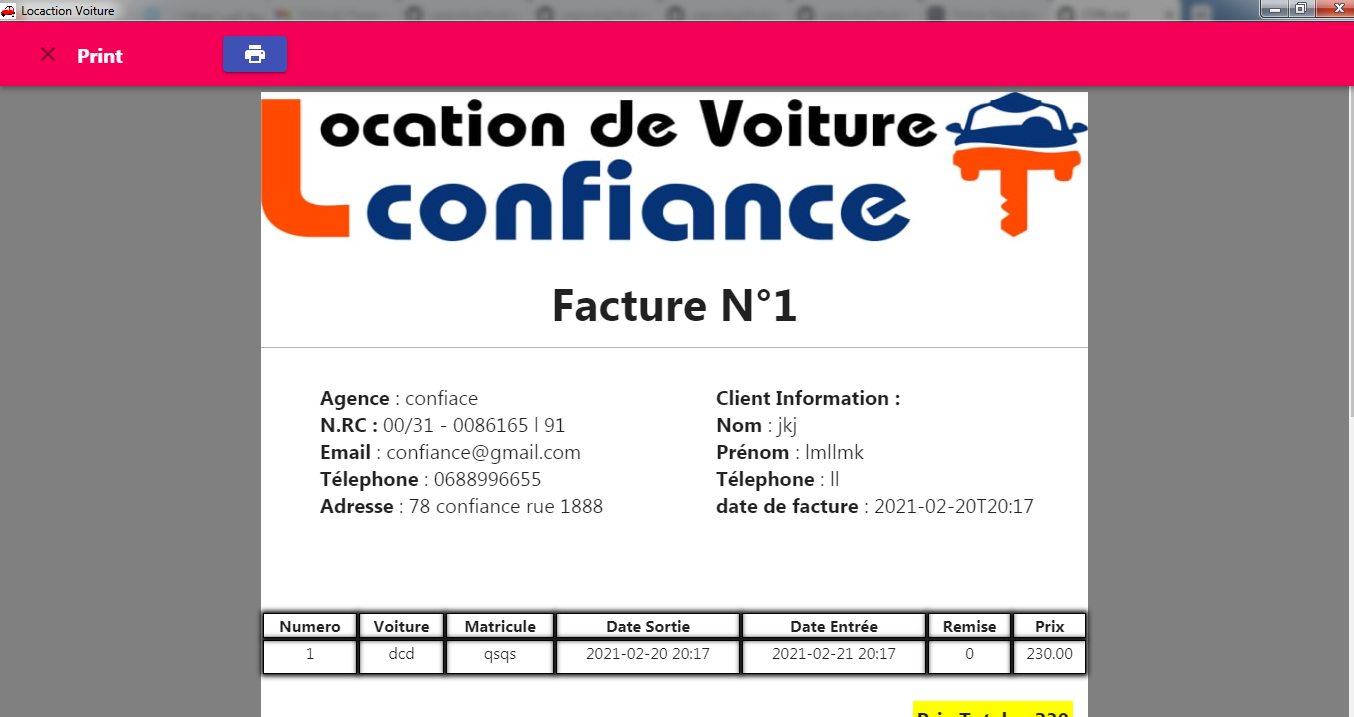 Locaction Voiture
Print
Location de Voiture
confiance
Facture N°1
Agence : confiace
N.RC : 00/31 - 0086165 l 91
Email : confiance@gmail.com
Télephone : 0688996655
Adresse : 78 confiance rue 1888
Client Information :
Nom : jkj
Prénom : lmllmk
Télephone : ll
date de facture : 2021-02-20T20:17
Numero Voiture Matricule Date Sortie Date Entrée Remise Prix
1 dcd qsqs 2021-02-20 20:17 2021-02-21 20:17 0 230.00